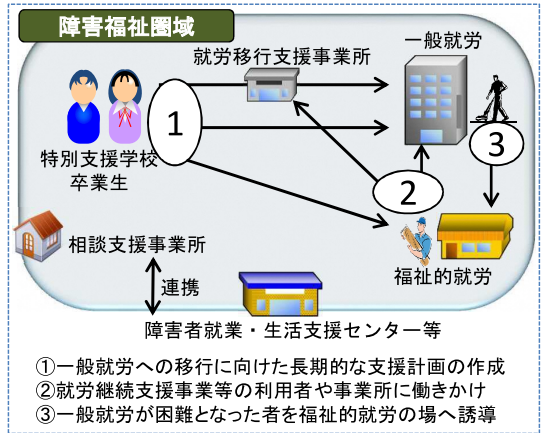 障害福祉圏域
一般就労
就労移行支援事業所
1
3
特別支援学校
卒業生
2
相談支援事業所
福祉的就労
連携
障害者就業・生活支援センター等
①一般就労への移行に向けた長期的な支援計画の作成
②就労継続支援事業等の利用者や事業所に働きかけ
③一般就労が困難となった者を福祉的就労の場へ誘導